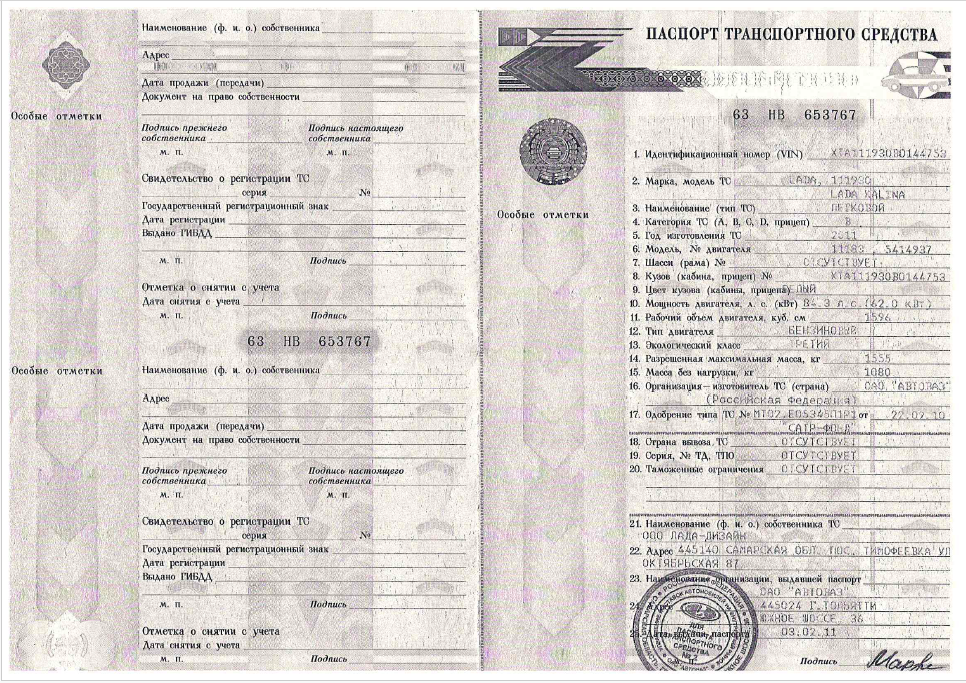 Наименование (ф. и. о.) собственника
Адрес
Дата продажи (передачи)
Документ на право собственности
Особые отметки
Подпись прежнего собственника
Подпись настоящего собственника
м. п.
м. п.
Свидетельство о регистрации ТС
серия №
Государственный регистрационный знак
Дата регистрации
Выдано ГИБДД
м. п. Подпись
Отметка о снятии с учета
Дата снятия с учета
м. п. Подпись
63 НВ 653767
Особые отметки
Наименование (ф. и. о.) собственника
Адрес
Дата продажи (передачи)
Документ на право собственности
Подпись прежнего собственника
Подпись настоящего собственника
м. п.
м. п.
Свидетельство о регистрации ТС
серия №
Государственный регистрационный знак
Дата регистрации
Выдано ГИБДД
м. п. Подпись
Отметка о снятии с учета
Дата снятия с учета
м. п. Подпись
ПАСПОРТ ТРАНСПОРТНОГО СРЕДСТВА
63 НВ 653767
Особые отметки
1. Идентификационный номер (VIN) XTA111930B0144753
2. Марка, модель ТС LADA, 111930
LADA KALINA
3. Наименование (тип ТС) ЛЕГКОВОЙ
4. Категория ТС (А, В, С, D, прицеп) B
5. Год изготовления ТС 2011
6. Модель, № двигателя 11183 , 5414937
7. Шасси (рама) № ОТСУТСТВУЕТ
8. Кузов (кабина, прицеп) № XTA111930B0144753
9. Цвет кузова (кабины, прицепа) БЕЛЫЙ
10. Мощность двигателя, л. с. (кВт) 84.3 л.с.(62.0 кВт)
11. Рабочий объем двигателя, куб. см 1596
12. Тип двигателя БЕНЗИНОВЫЙ
13. Экологический класс ТРЕТИЙ
14. Разрешенная максимальная масса, кг 1555
15. Масса без нагрузки, кг 1080
16. Организация–изготовитель ТС (страна) ОАО "АВТОВАЗ"
(Российская Федерация)
17. Одобрение типа ТС № от 22.09.10
"САТР-ФОНД"
18. Страна вывоза ТС ОТСУТСТВУЕТ
19. Серия, № ТД, ТПО ОТСУТСТВУЕТ
20. Таможенные ограничения ОТСУТСТВУЕТ
21. Наименование (ф. и. о.) собственника ТС
ООО ЛАДА-ДИЗАЙН
22. Адрес 445140 САМАРСКАЯ ОБЛ. ПОС. ТИМОФЕЕВКА УЛ
ОКТЯБРЬСКАЯ 87
23. Наименование организации, выдавшей паспорт
ОАО "АВТОВАЗ"
24. Адрес 445024 Г.ТОЛЬЯТТИ
ЮЖНОЕ ШОССЕ, 36
25. Дата выдачи паспорта 03.02.11
ДЛЯ
ПАСПОРТОВ
ТРАНСПОРТНОГО
СРЕДСТВА
Подпись